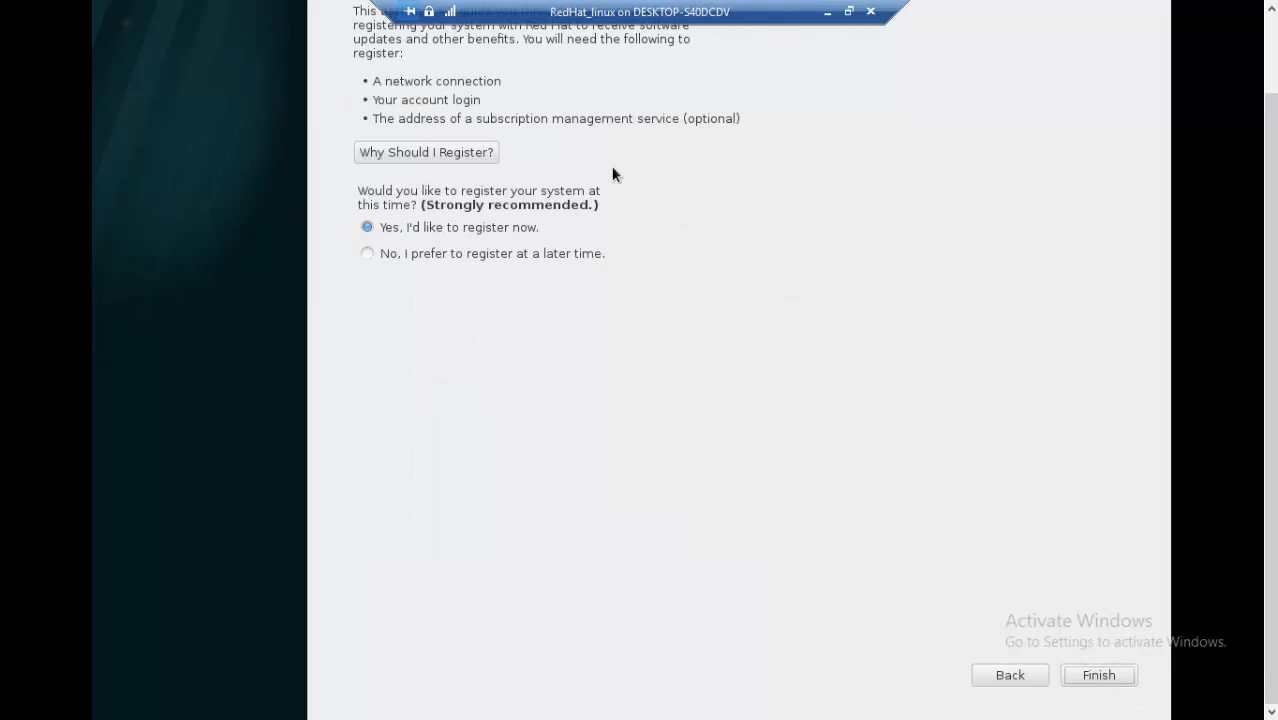 RedHat_linux on DESKTOP-S40DCDV
This
registering your system with Red Hat to receive software
updates and other benefits. You will need the following to
register:
• A network connection
• Your account login
• The address of a subscription management service (optional)
Why Should I Register?
Would you like to register your system at
this time? (Strongly recommended.)
Yes, I'd like to register now.
No, I prefer to register at a later time.
Activate Windows
Go to Settings to activate Windows.
Back
Finish